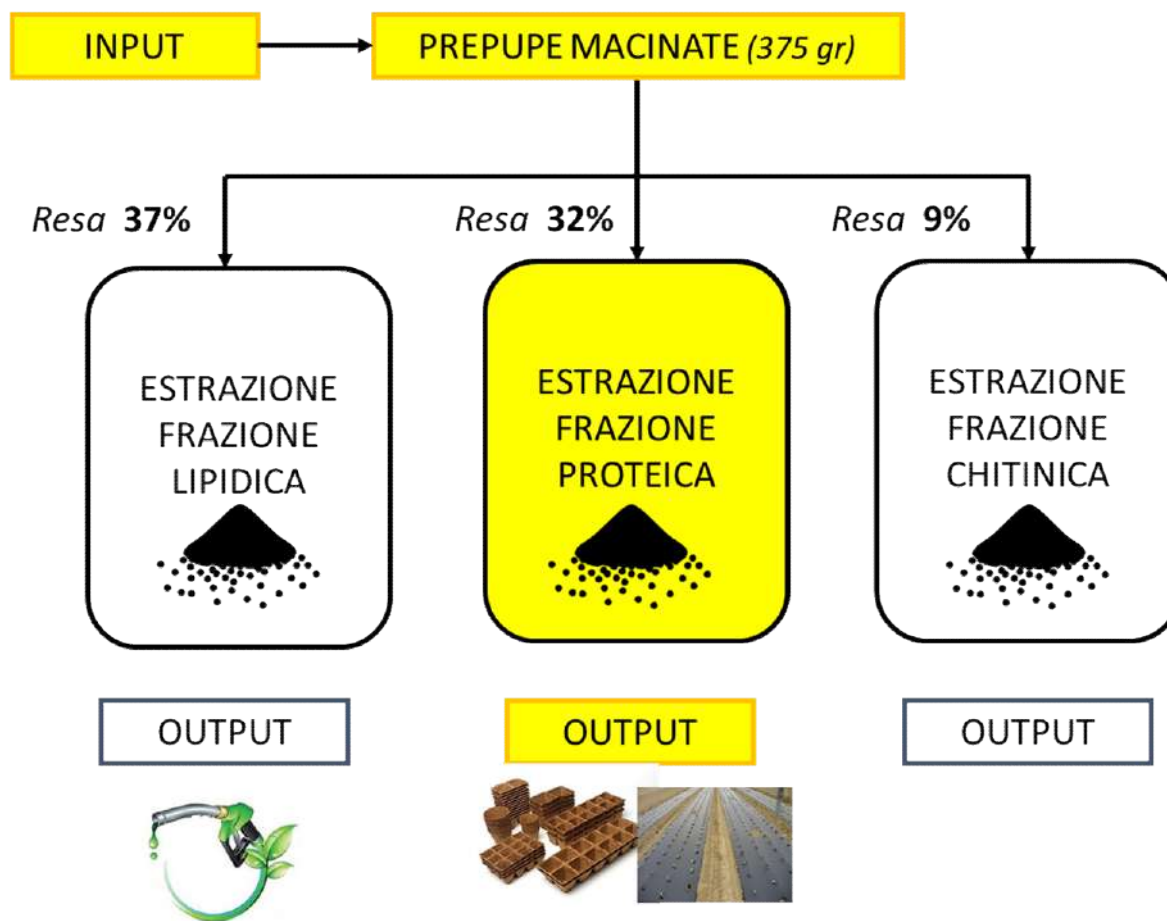 INPUT
PREPUPE MACINATE (375 gr)
Resa 37%
Resa 32%
Resa 9%
ESTRAZIONE
FRAZIONE
LIPIDICA
ESTRAZIONE
FRAZIONE
PROTEICA
ESTRAZIONE
FRAZIONE
CHITINICA
OUTPUT
OUTPUT
OUTPUT